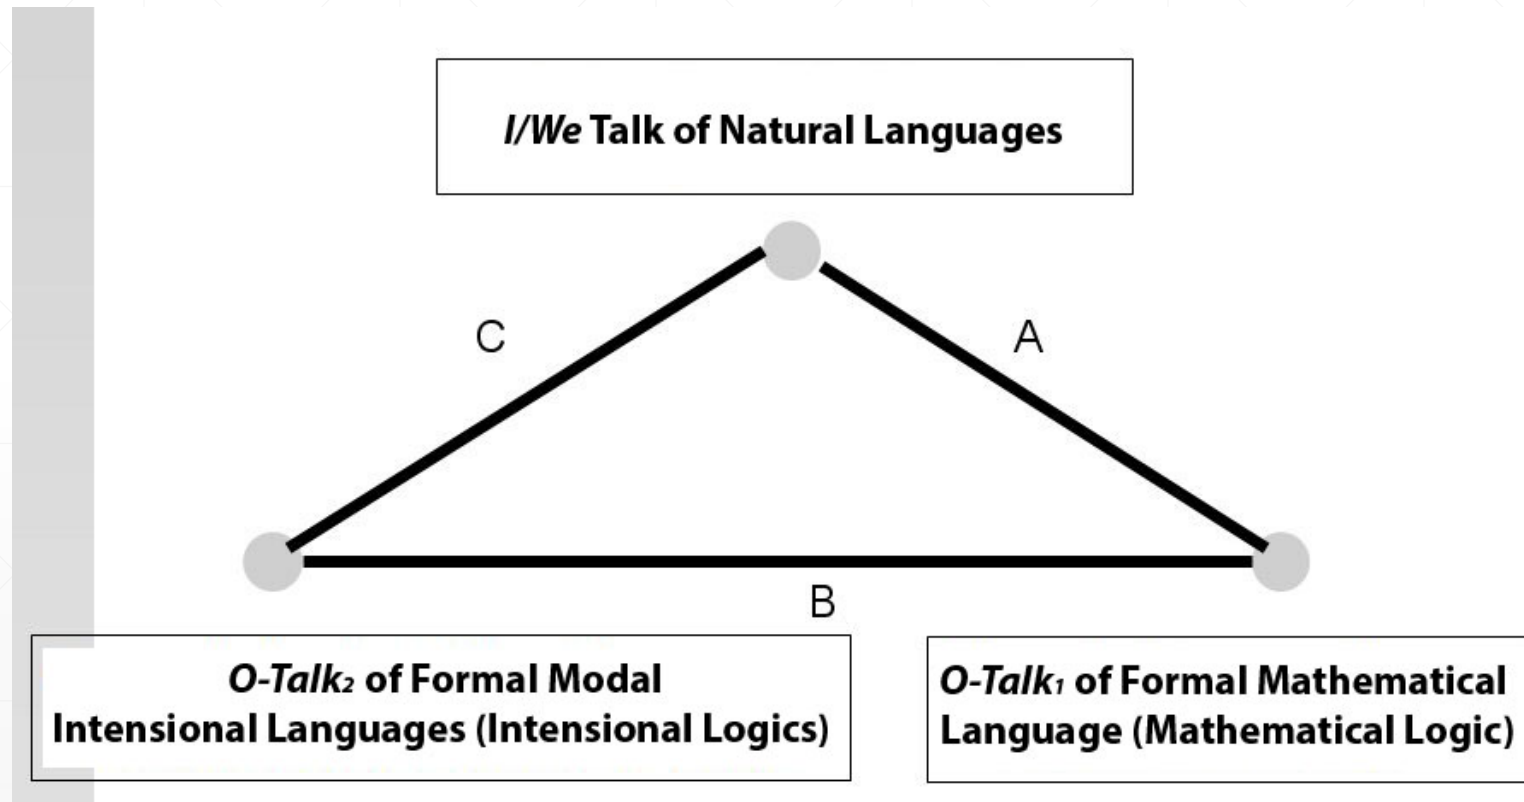 I/We Talk of Natural Languages
C
A
B
O-Talk₂ of Formal Modal
Intensional Languages (Intensional Logics)
O-Talk₁ of Formal Mathematical
Language (Mathematical Logic)